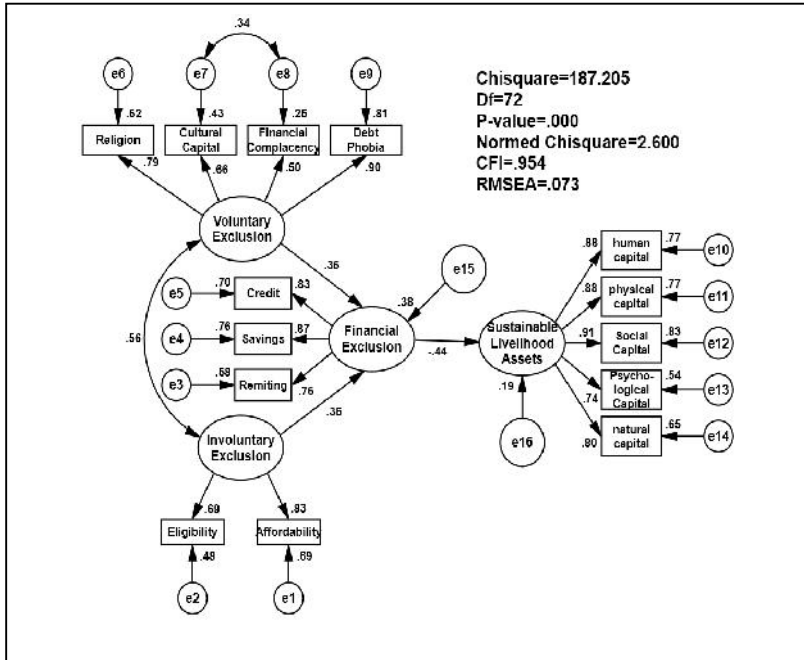 .34
e6
e7
e8
e9
.62
.43
.25
.81
Religion
Cultural
Capital
Financial
Complacency
Debt
Phobia
.79
.66
.50
.90
Chisquare=187.205
Df=72
P-value=.000
Normed Chisquare=2.600
CFI=.954
RMSEA=.073
Voluntary
Exclusion
.35
e15
.38
e5
.70
Credit
.83
e4
.76
Savings
.87
e3
.58
Remiting
.76
.56
Financial
Exclusion
-.44
Sustainable
Livelihood
Assets
.19
e16
.88
human
capital
.77
e10
.88
physical
capital
.77
e11
.91
Social
Capital
.83
e12
.74
Psycho-
logical
Capital
.54
e13
.80
natural
capital
.65
e14
.35
Involuntary
Exclusion
.69
.83
Eligibility
Affordability
.48
.69
e2
e1